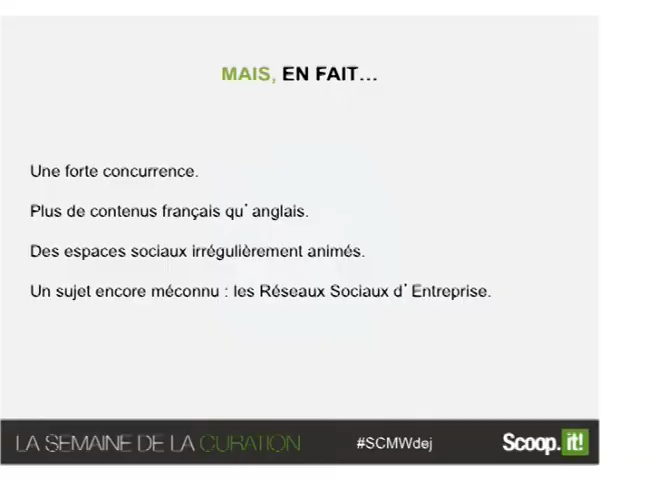 MAIS, EN FAIT…
Une forte concurrence.
Plus de contenus français qu' anglais.
Des espaces sociaux irrégulièrement animés.
Un sujet encore méconnu : les Réseaux Sociaux d' Entreprise.
LA SEMAINE DE LA CURATION #SCMWdej Scoop.it!